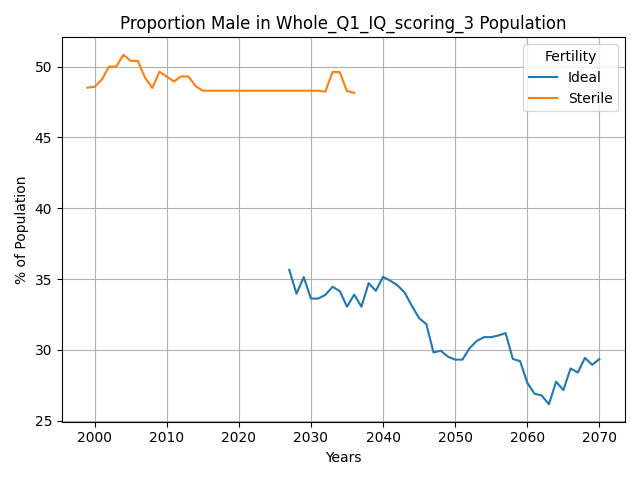 Proportion Male in Whole_Q1_IQ_scoring_3 Population
Fertility
Ideal
Sterile
% of Population
50
45
40
35
30
25
2000 2010 2020 2030 2040 2050 2060 2070
Years